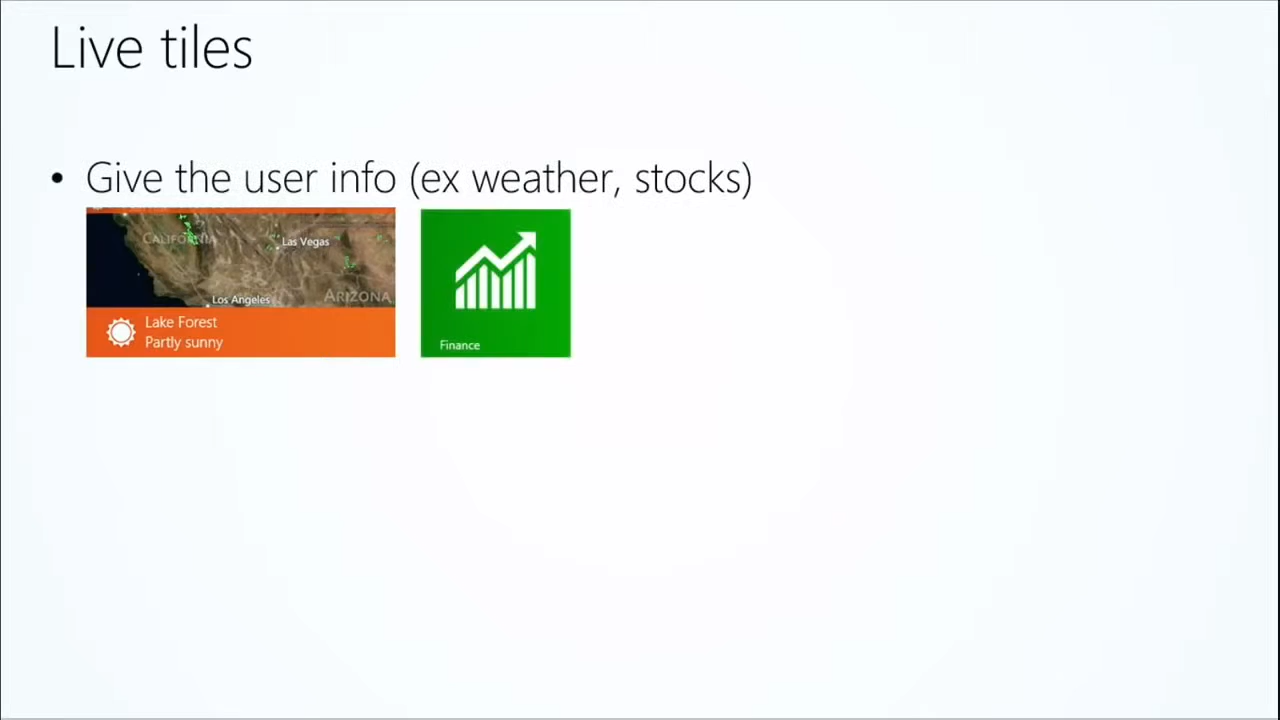 Live tiles
• Give the user info (ex weather, stocks)
CALIFORNIA
Las Vegas
Los Angeles
ARIZONA
Lake Forest
Partly sunny
Finance